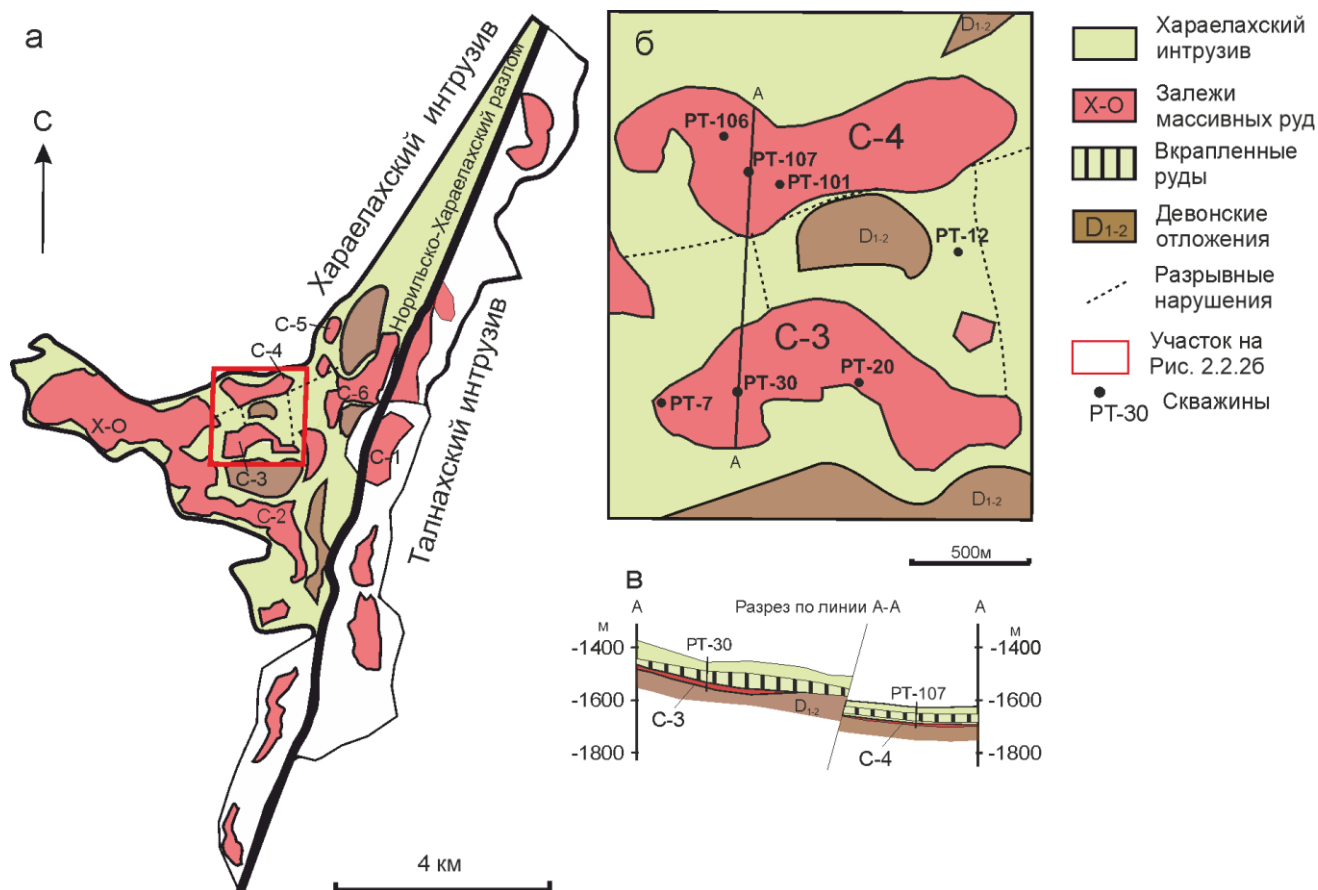 а
С
Хараелахский интрузив
Норильско-Хараелахский разлом
Талнахский интрузив
С-5
С-4
С-6
Х-О
С-3
С-1
С-2
4 км
б
D1-2
А
РТ-106
С-4
РТ-107
РТ-101
D1-2
РТ-12
С-3
РТ-20
РТ-30
РТ-7
А
D1-2
500м
Хараелахский
интрузив
Х-О
Залежи
массивных руд
Вкрапленные
руды
D1-2
Девонские
отложения
Разрывные
нарушения
Участок на
Рис. 2.2.2б
РТ-30
Скважины
в
А
Разрез по линии А-А
А
м
м
-1400
РТ-30
-1400
-1600
РТ-107
-1600
С-3
D1-2
С-4
-1800
-1800